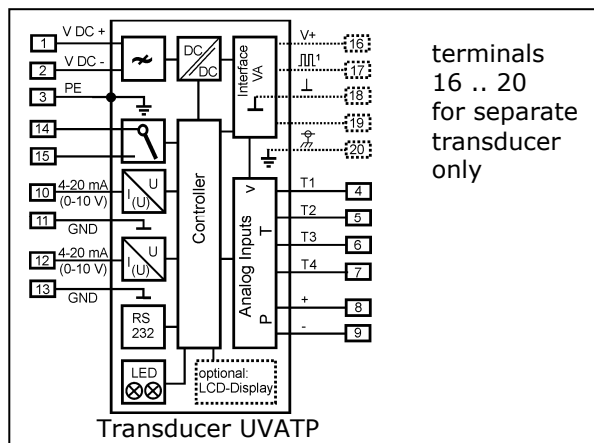 V DC +
1
V DC -
2
PE
3
14
15
4-20 mA
10
(0-10 V)
11
GND
4-20 mA
12
(0-10 V)
13
GND
DC
DC
I
(U)
U
I
(U)
U
RS
232
LED
Controller
optional:
LCD-Display
Interface
VA
Analog Inputs
V
T
P
V+
16
1
17
18
19
20
T1
4
T2
5
T3
6
T4
7
+
8
-
9
Transducer UVATP
terminals
16 .. 20
for separate
transducer
only